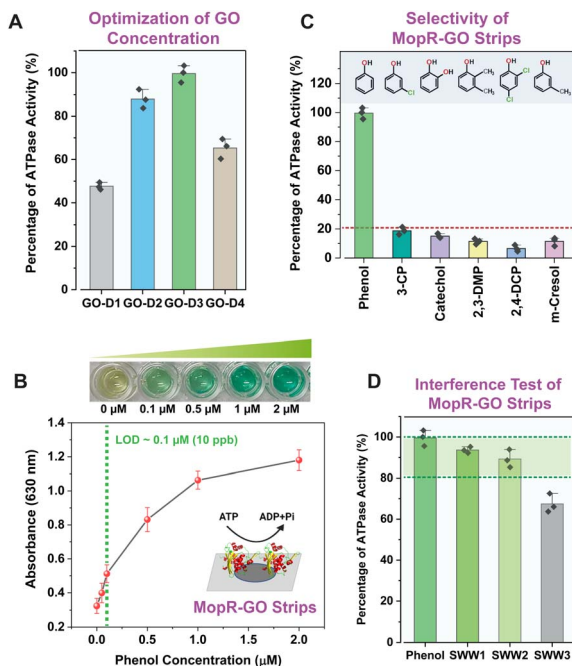 A
Optimization of GO
Concentration
Percentage of ATPase Activity (%)
100
80
60
40
20
0
GO-D1 GO-D2 GO-D3 GO-D4
C
Selectivity of
MopR-GO Strips
Percentage of ATPase Activity (%)
120
100
80
60
40
20
0
OH
OH
Cl
OH
OH
OH
CH3
CH3
OH
Cl
Cl
OH
CH3
Phenol
3-CP
Catechol
2,3-DMP
2,4-DCP
m-Cresol
B
0 µM 0.1 µM 0.5 µM 1 µM 2 µM
Absorbance (630 nm)
1.4
1.2
1.0
0.8
0.6
0.4
0.2
LOD ~ 0.1 µM (10 ppb)
ATP ADP+Pi
MopR-GO Strips
0.0 0.5 1.0 1.5 2.0
Phenol Concentration (µM)
D
Interference Test of
MopR-GO Strips
Percentage of ATPase Activity (%)
120
100
80
60
40
20
0
Phenol SWW1 SWW2 SWW3